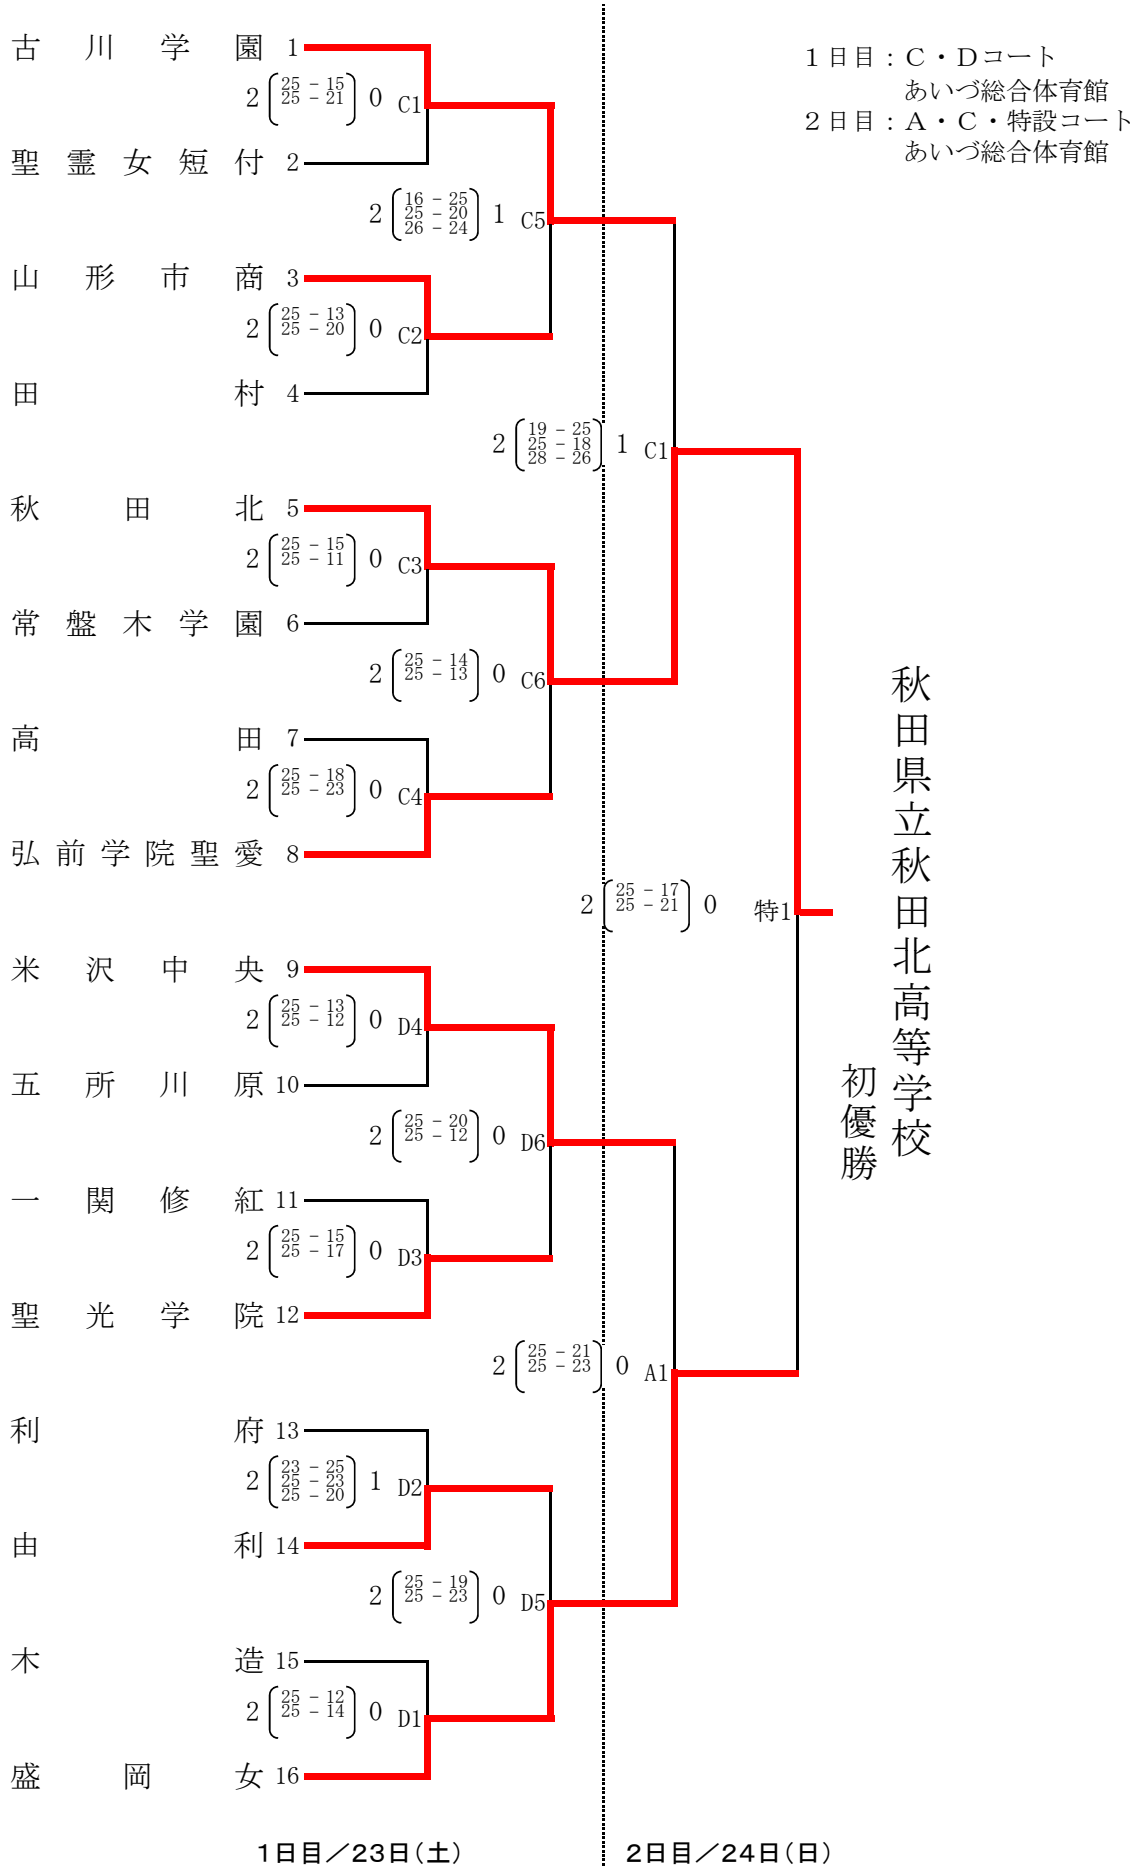 古川学園 1
2 (25 - 15 25 - 21) 0 C1
聖霊女短付 2
2 (16 - 25 25 - 20 26 - 24) 1 C5
山形市商 3
2 (25 - 13 25 - 20) 0 C2
田村 4
2 (19 - 25 25 - 18 28 - 26) 1 C1
秋田北 5
2 (25 - 15 25 - 11) 0 C3
常盤木学園 6
2 (25 - 14 25 - 13) 0 C6
高田 7
2 (25 - 18 25 - 23) 0 C4
弘前学院聖愛 8
2 (25 - 17 25 - 21) 0 特1
米沢中央 9
2 (25 - 13 25 - 12) 0 D4
五所川原 10
2 (25 - 20 25 - 12) 0 D6
一関修紅 11
2 (25 - 15 25 - 17) 0 D3
聖光学院 12
2 (25 - 21 25 - 23) 0 A1
利府 13
2 (23 - 25 25 - 23 25 - 20) 1 D2
由利 14
2 (25 - 19 25 - 23) 0 D5
木造 15
2 (25 - 12 25 - 14) 0 D1
盛岡女 16
１日目：Ｃ・Ｄコート
あいづ総合体育館
２日目：Ａ・Ｃ・特設コート
あいづ総合体育館
秋田県立秋田北高等学校
初優勝
1日目／23日(土)
2日目／24日(日)